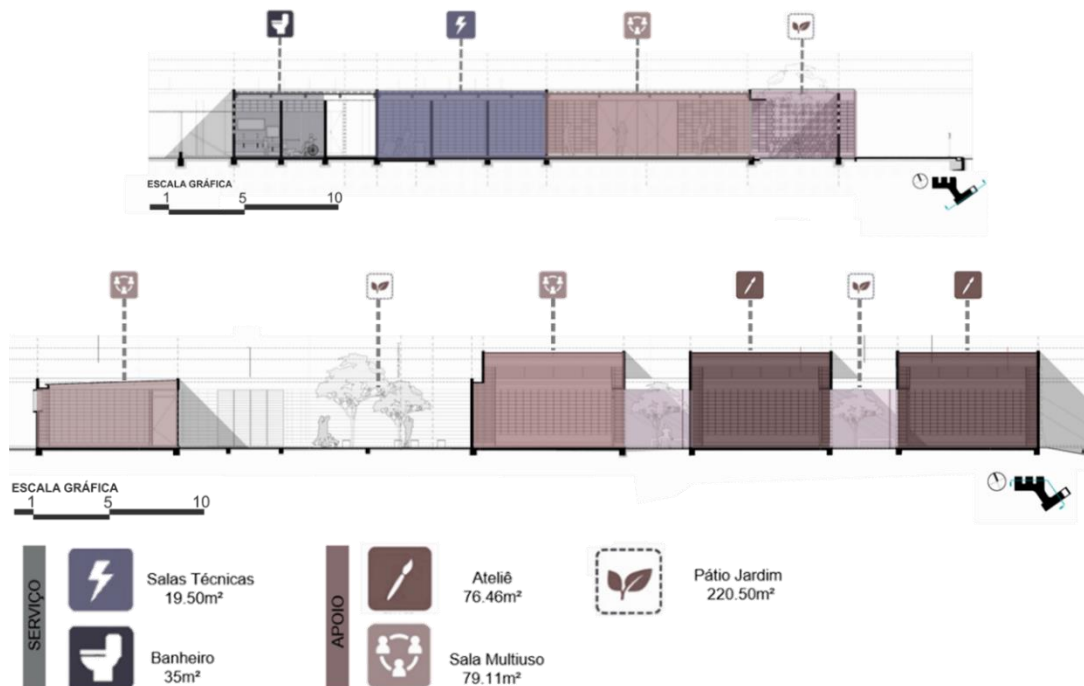 ESCALA GRÁFICA
1 5 10
ESCALA GRÁFICA
1 5 10
SERVIÇO
Salas Técnicas
19.50m²
Banheiro
35m²
APOIO
Ateliê
76.46m²
Sala Multiuso
79.11m²
Pátio Jardim
220.50m²